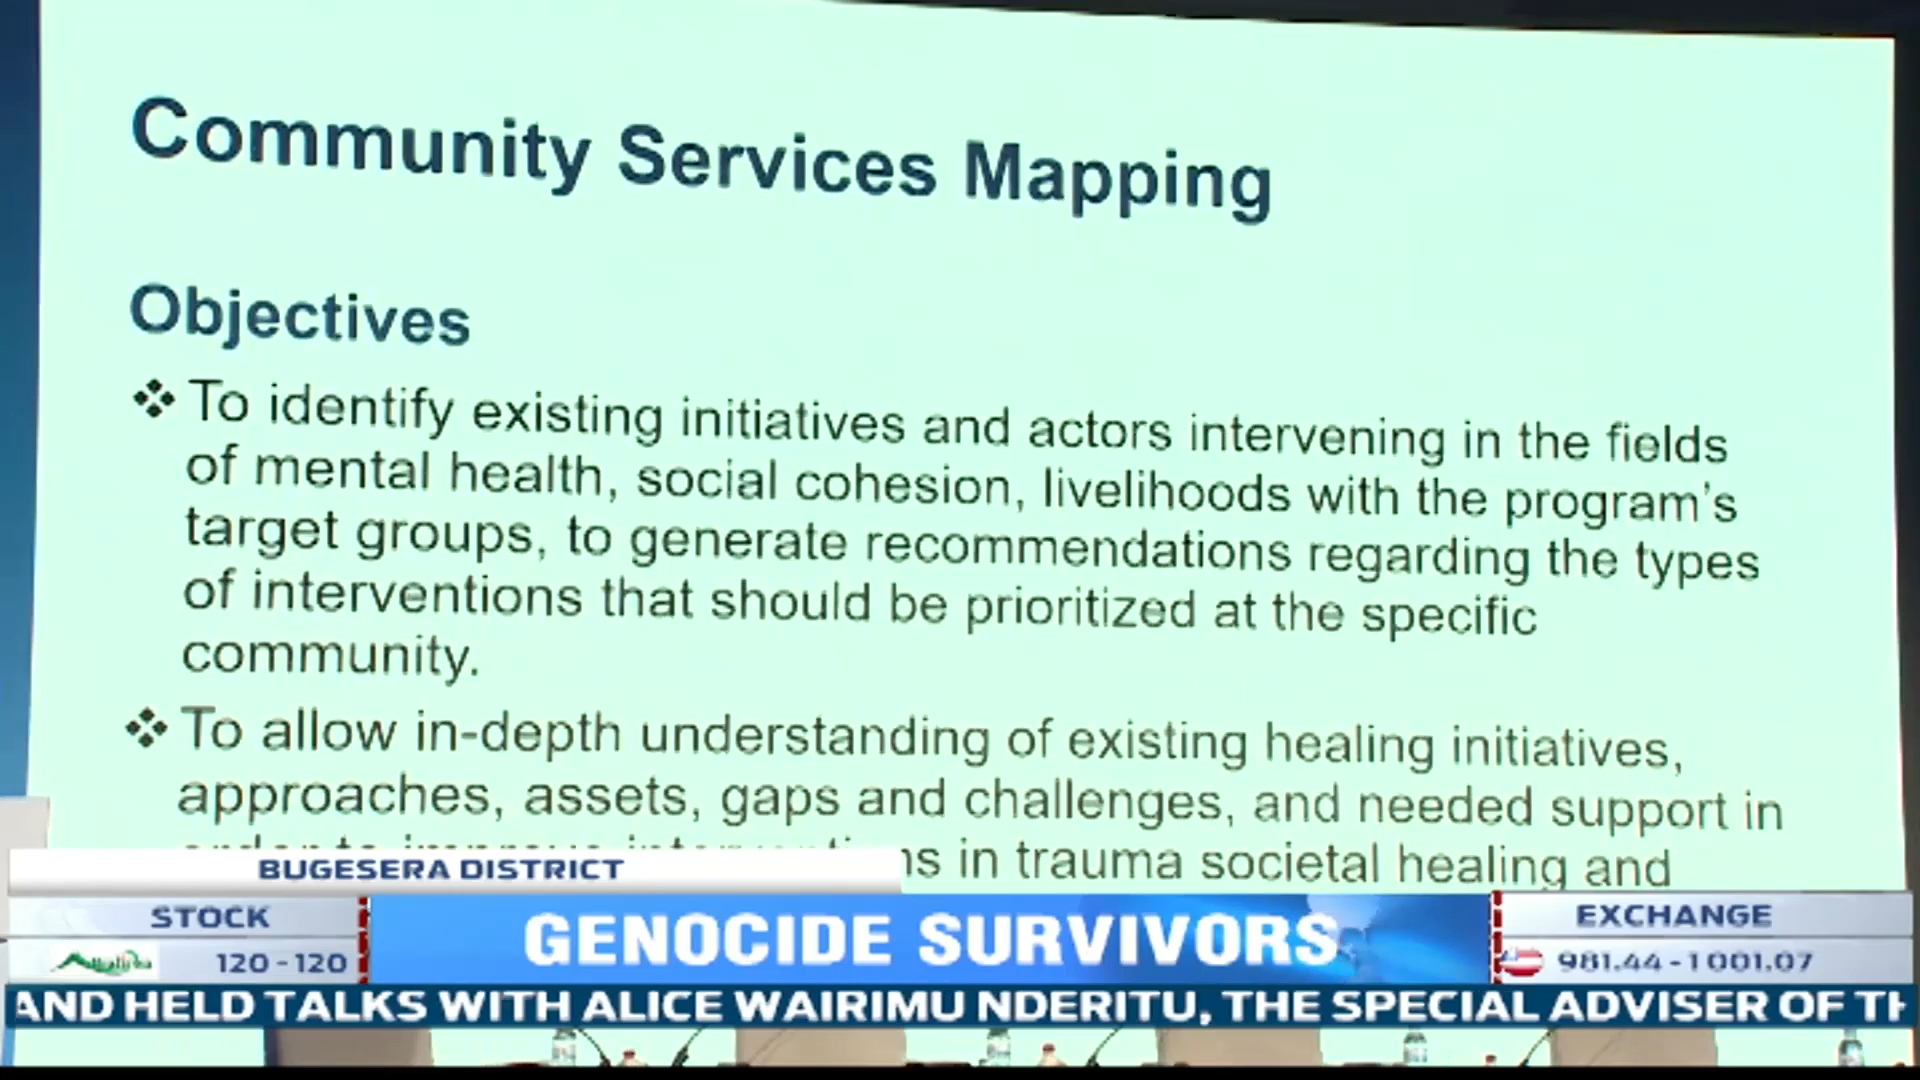 Community Services Mapping
Objectives
❖ To identify existing initiatives and actors intervening in the fields
of mental health, social cohesion, livelihoods with the program's
target groups, to generate recommendations regarding the types
of interventions that should be prioritized at the specific
community.
❖ To allow in-depth understanding of existing healing initiatives,
approaches, assets, gaps and challenges, and needed support in
in trauma societal healing and
BUGESERA DISTRICT
STOCK
120 - 120
GENOCIDE SURVIVORS
EXCHANGE
981.44 - 1001.07
AND HELD TALKS WITH ALICE WAIRIMU NDERITU, THE SPECIAL ADVISER OF TH